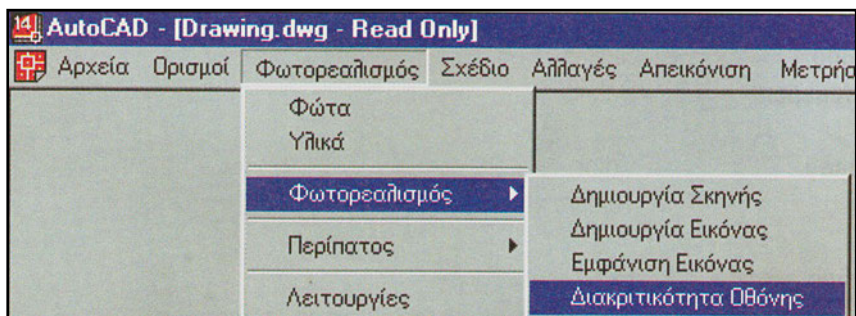 14 AutoCAD - [Drawing.dwg - Read Only]
Αρχεία Ορισμοί Φωτορεαλισμός Σχέδιο Αλλαγές Απεικόνιση
Φώτα
Υλικά
Φωτορεαλισμός
Δημιουργία Σκηνής
Δημιουργία Εικόνας
Περίπατος
Εμφάνιση Εικόνας
Λειτουργίες
Διακριτικότητα Οθόνης